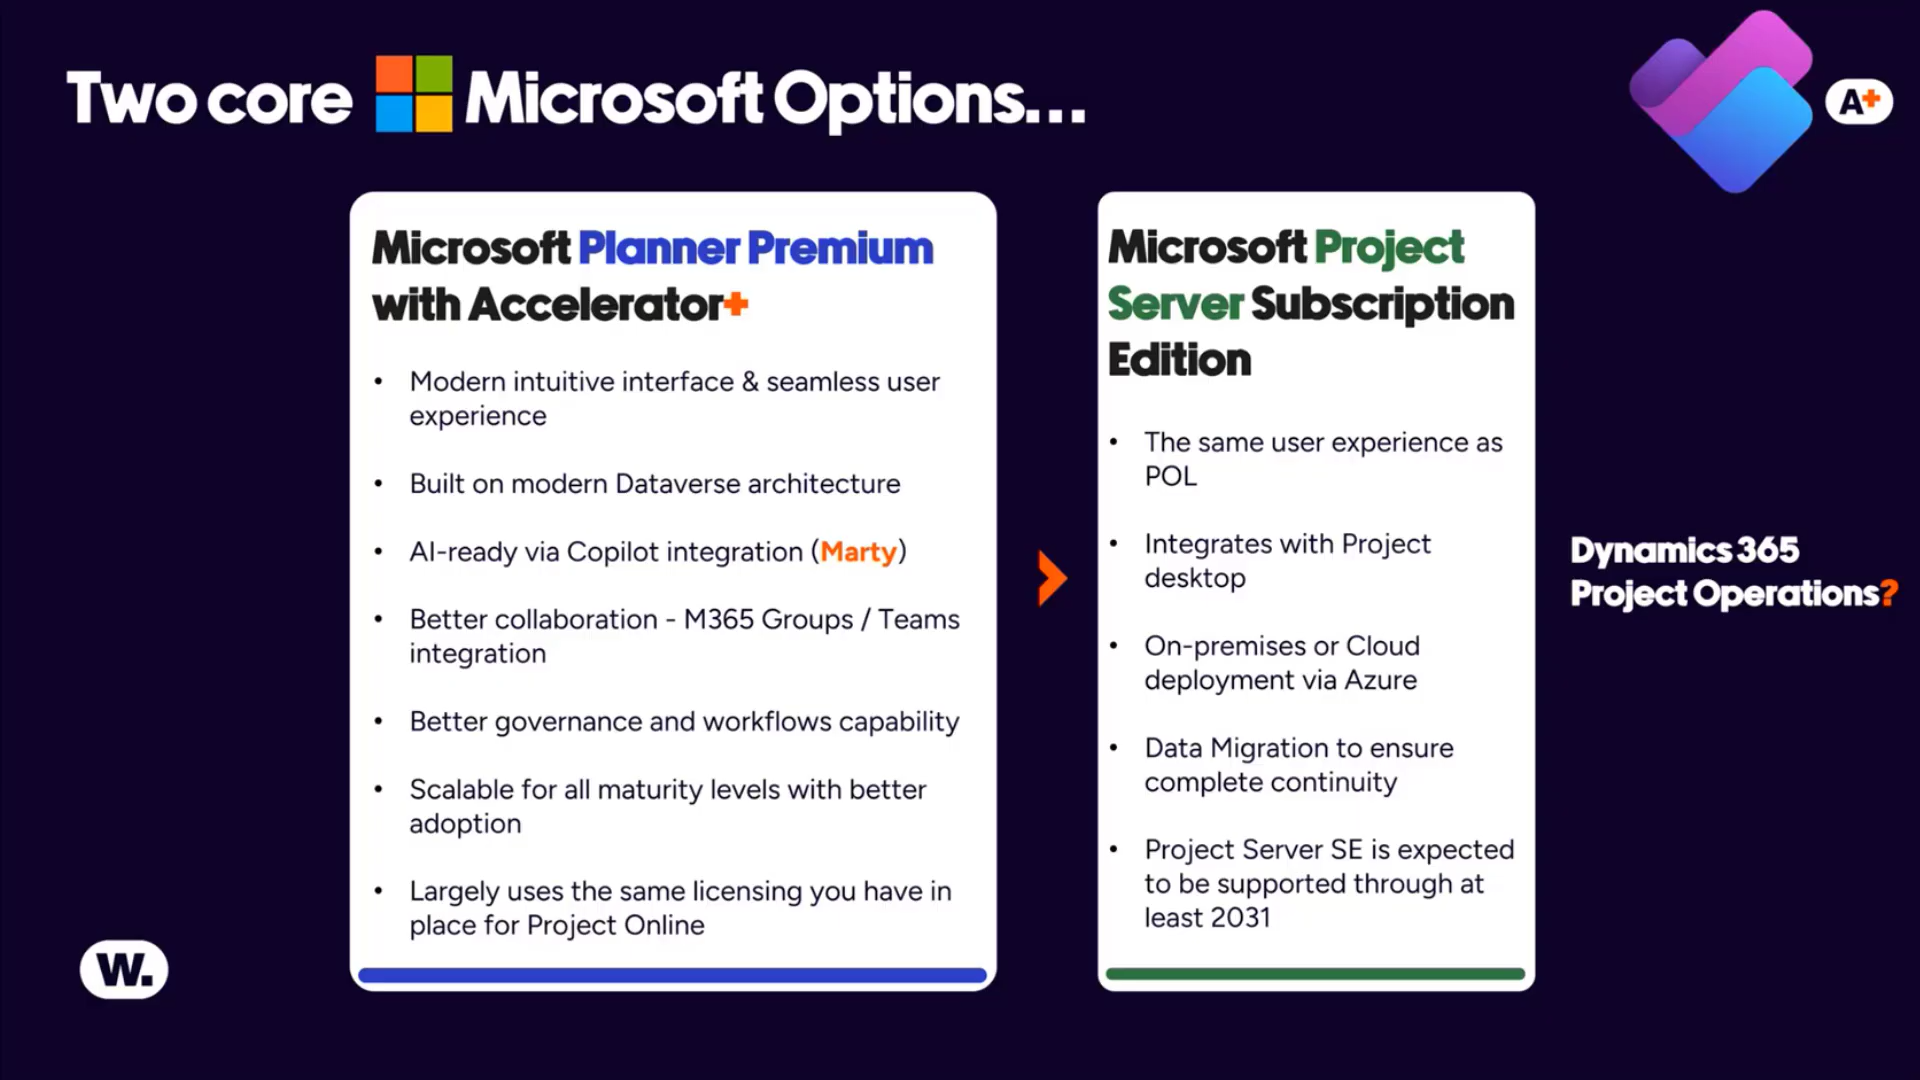 Two core Microsoft Options...
A+
Microsoft Planner Premium
with Accelerator+
• Modern intuitive interface & seamless user
experience
• Built on modern Dataverse architecture
• AI-ready via Copilot integration (Marty)
• Better collaboration - M365 Groups / Teams
integration
• Better governance and workflows capability
• Scalable for all maturity levels with better
adoption
• Largely uses the same licensing you have in
place for Project Online
Microsoft Project
Server Subscription
Edition
• The same user experience as
POL
• Integrates with Project
desktop
• On-premises or Cloud
deployment via Azure
• Data Migration to ensure
complete continuity
• Project Server SE is expected
to be supported through at
least 2031
Dynamics 365
Project Operations?
W.